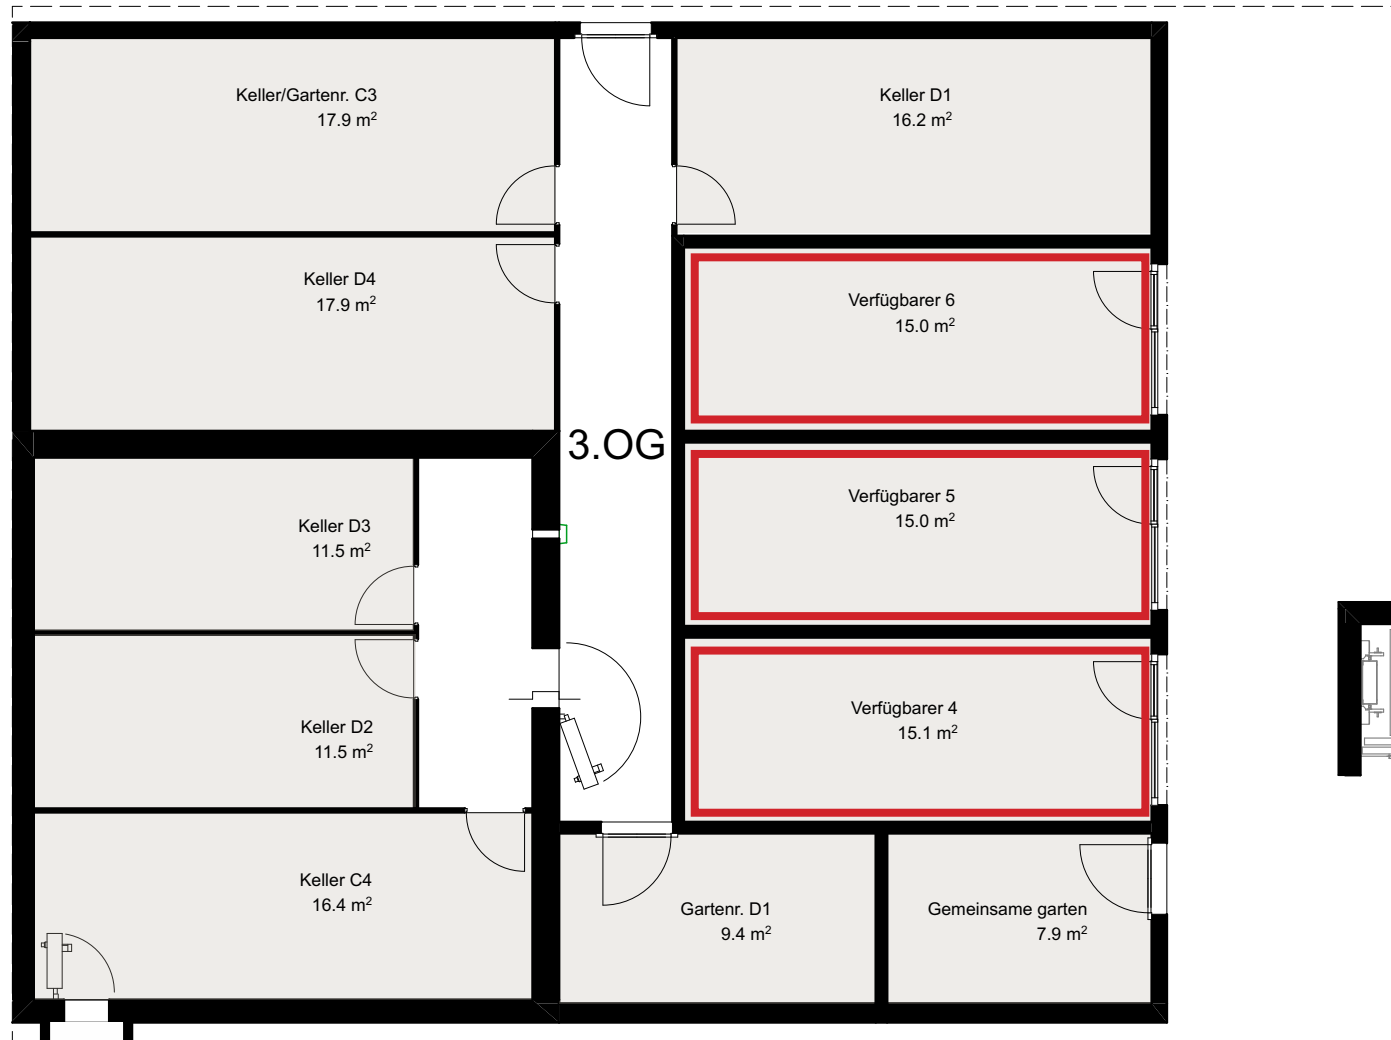 Keller/Gartenr. C3
17.9 m²
Keller D1
16.2 m²
Keller D4
17.9 m²
Verfügbarer 6
15.0 m²
3.OG
Verfügbarer 5
15.0 m²
Keller D3
11.5 m²
Keller D2
11.5 m²
Verfügbarer 4
15.1 m²
Keller C4
16.4 m²
Gartenr. D1
9.4 m²
Gemeinsame garten
7.9 m²